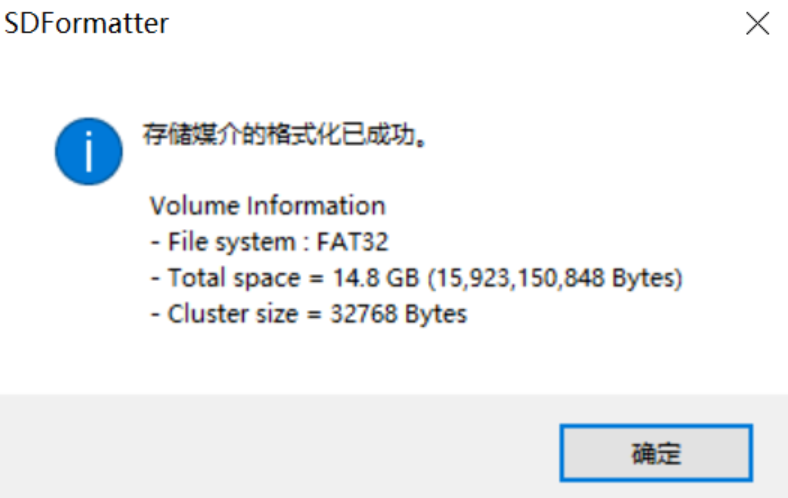 SDFormatter
存储媒介的格式化已成功。
Volume Information
- File system : FAT32
- Total space = 14.8 GB (15,923,150,848 Bytes)
- Cluster size = 32768 Bytes
确定